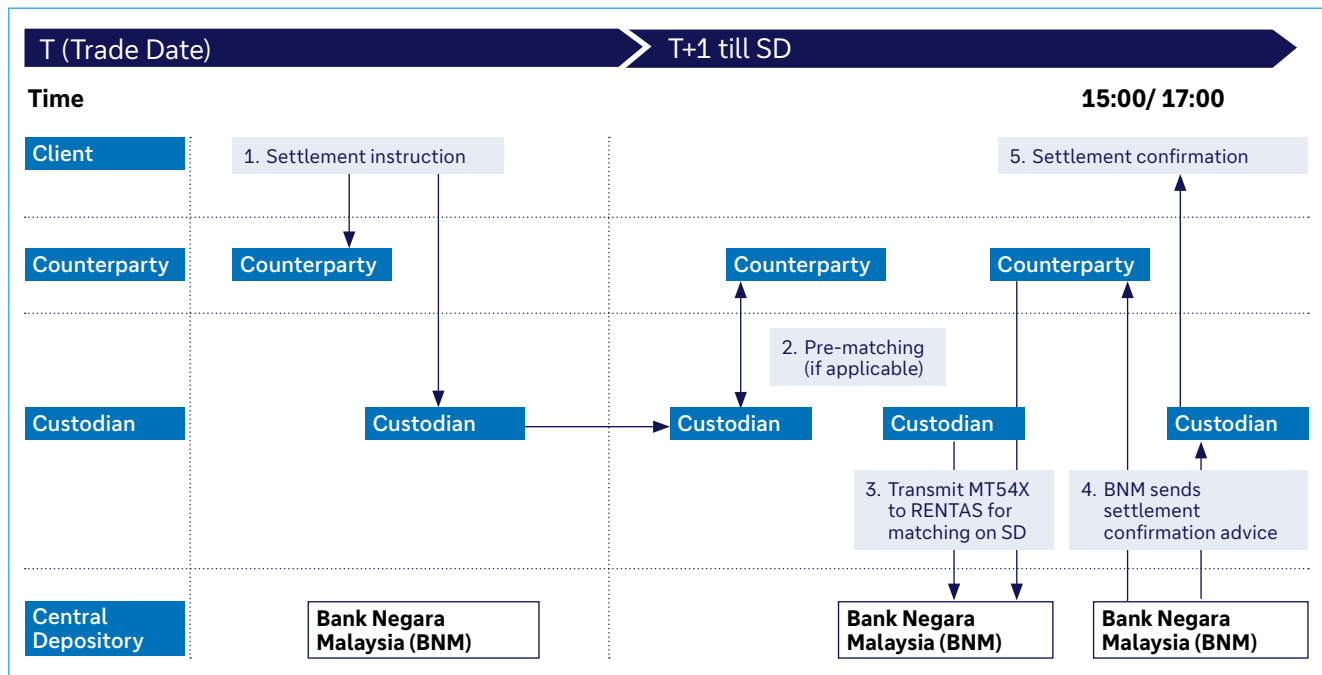 T (Trade Date)
T+1 till SD
Time
15:00/ 17:00
Client
1. Settlement instruction
5. Settlement confirmation
Counterparty
Counterparty
Counterparty
Counterparty
2. Pre-matching
(if applicable)
Custodian
Custodian
Custodian
Custodian
Custodian
3. Transmit MT54X
to RENTAS for
matching on SD
4. BNM sends
settlement
confirmation advice
Central
Depository
Bank Negara
Malaysia (BNM)
Bank Negara
Malaysia (BNM)
Bank Negara
Malaysia (BNM)